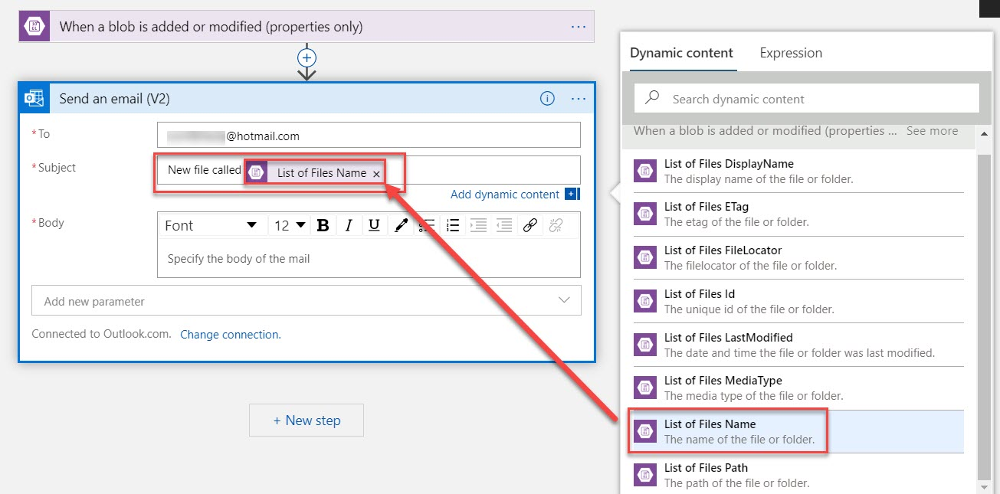 When a blob is added or modified (properties only)
...
Send an email (V2)
...
* To
@hotmail.com
* Subject
New file called List of Files Name ×
Add dynamic content
* Body
Font 12 B I U
Specify the body of the mail
Add new parameter
Connected to Outlook.com. Change connection.
+ New step
Dynamic content Expression
Search dynamic content
When a blob is added or modified (properties ... See more
List of Files DisplayName
The display name of the file or folder.
List of Files ETag
The etag of the file or folder.
List of Files FileLocator
The filelocator of the file or folder.
List of Files Id
The unique id of the file or folder.
List of Files LastModified
The date and time the file or folder was last modified.
List of Files MediaType
The media type of the file or folder.
List of Files Name
The name of the file or folder.
List of Files Path
The path of the file or folder.